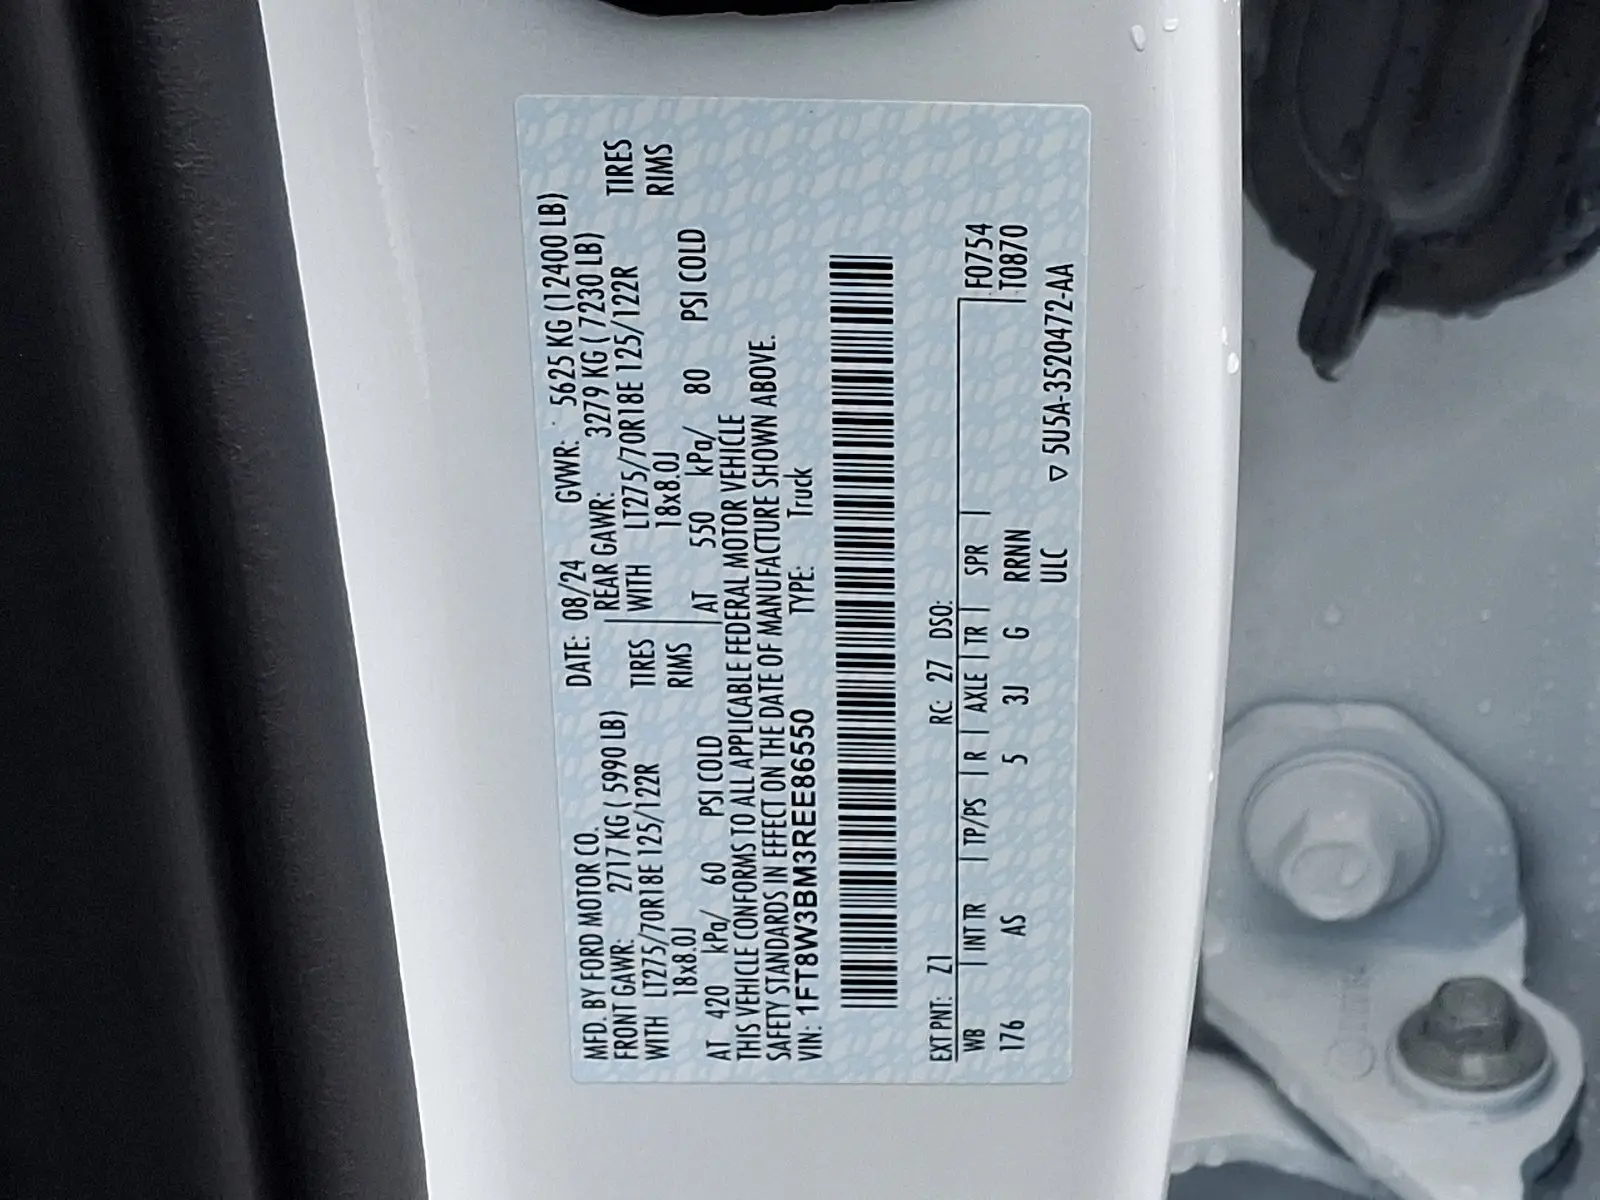 MFD. BY FORD MOTOR CO. DATE: 08/24 GVWR: 5625 KG (12400 LB)
FRONT GAWR: 2717 KG ( 5990 LB) REAR GAWR: 3279 KG ( 7230 LB)
WITH LT275/70R18E 125/122R TIRES WITH LT275/70R18E 125/122R TIRES
18x8.0J RIMS 18x8.0J RIMS
AT 420 kPa/ 60 PSI COLD AT 550 kPa/ 80 PSI COLD
THIS VEHICLE CONFORMS TO ALL APPLICABLE FEDERAL MOTOR VEHICLE
SAFETY STANDARDS IN EFFECT ON THE DATE OF MANUFACTURE SHOWN ABOVE.
VIN: 1FT8W3BM3REE86550 TYPE: Truck
EXT PNT: Z1 RC: 27 DSO:
WB | INT TR | TP/PS | R | AXLE | TR | SPR | F0754
176 AS 5 3J G RRNN T0870
ULC ▽ 5U5A-3520472-AA